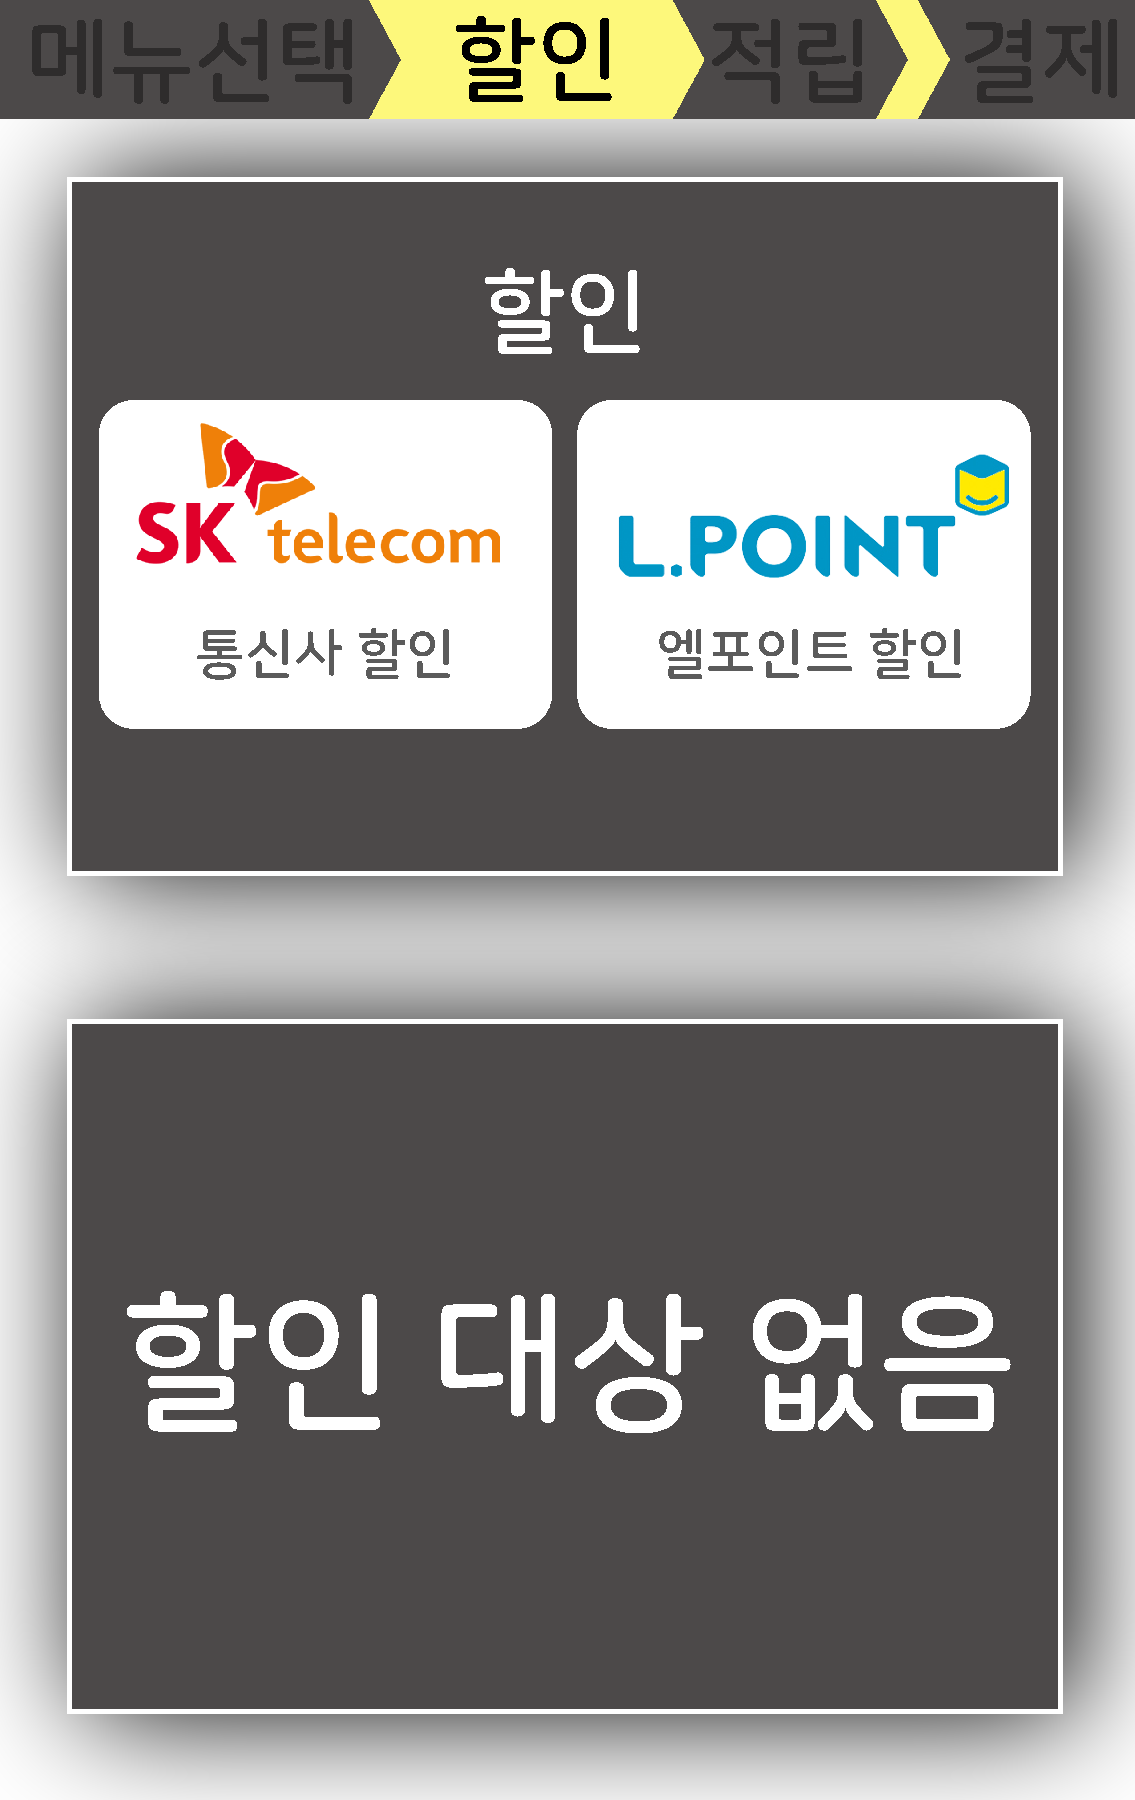 메뉴선택 할인 적립 결제
할인
SK telecom
L.POINT
통신사 할인
엘포인트 할인
할인 대상 없음